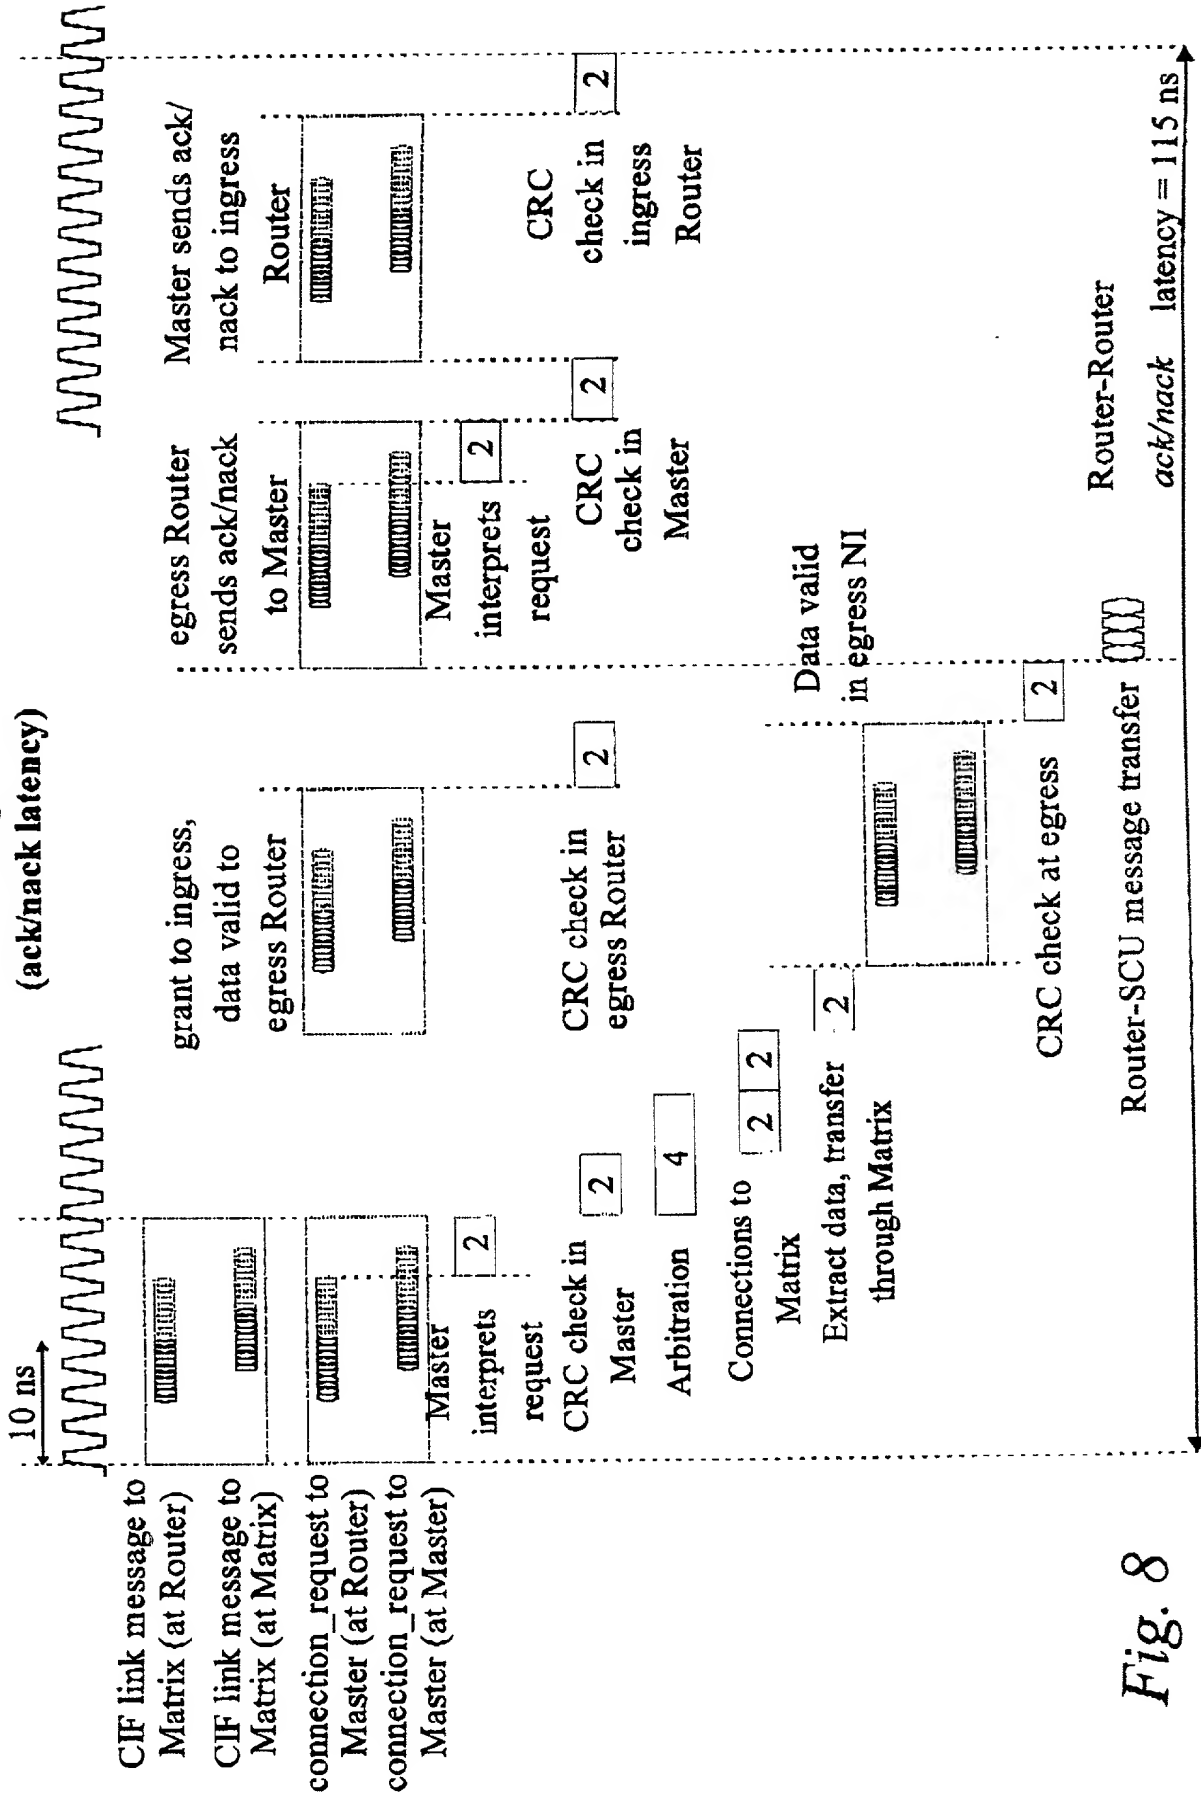 (ack/nack latency)
10 ns
CIF link message to
Matrix (at Router)
CIF link message to
Matrix (at Matrix)
connection_request to
Master (at Router)
connection_request to
Master (at Master)
Master
interprets
request
2
CRC check in
Master
2
Arbitration
4
Connections to
Matrix
2 2
Extract data, transfer
through Matrix
2
grant to ingress,
data valid to
egress Router
CRC check in
egress Router
2
CRC check at egress
2
Data valid
in egress NI
egress Router
sends ack/nack
to Master
Master
interprets
request
2
CRC
check in
Master
2
Master sends ack/
nack to ingress
Router
CRC
check in
ingress
Router
2
Router-SCU message transfer
Router-Router
ack/nack latency = 115 ns
Fig. 8